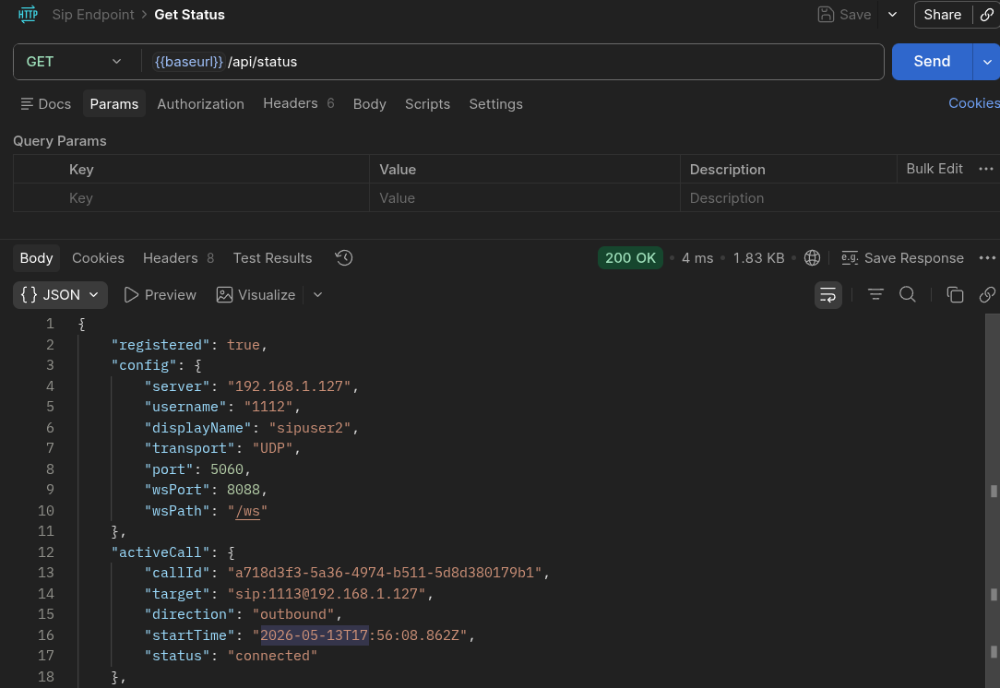 HTTP Sip Endpoint > Get Status Save Share
GET {{baseurl}} /api/status Send
Docs Params Authorization Headers 6 Body Scripts Settings Cookies
Query Params
Key Value Description Bulk Edit
Key Value Description
Body Cookies Headers 8 Test Results 200 OK • 4 ms • 1.83 KB • e.g. Save Response
{} JSON Preview Visualize
1 {
2 "registered": true,
3 "config": {
4 "server": "192.168.1.127",
5 "username": "1112",
6 "displayName": "sipuser2",
7 "transport": "UDP",
8 "port": 5060,
9 "wsPort": 8088,
10 "wsPath": "/ws"
11 },
12 "activeCall": {
13 "callId": "a718d3f3-5a36-4974-b511-5d8d380179b1",
14 "target": "sip:1113@192.168.1.127",
15 "direction": "outbound",
16 "startTime": "2026-05-13T17:56:08.862Z",
17 "status": "connected"
18 },